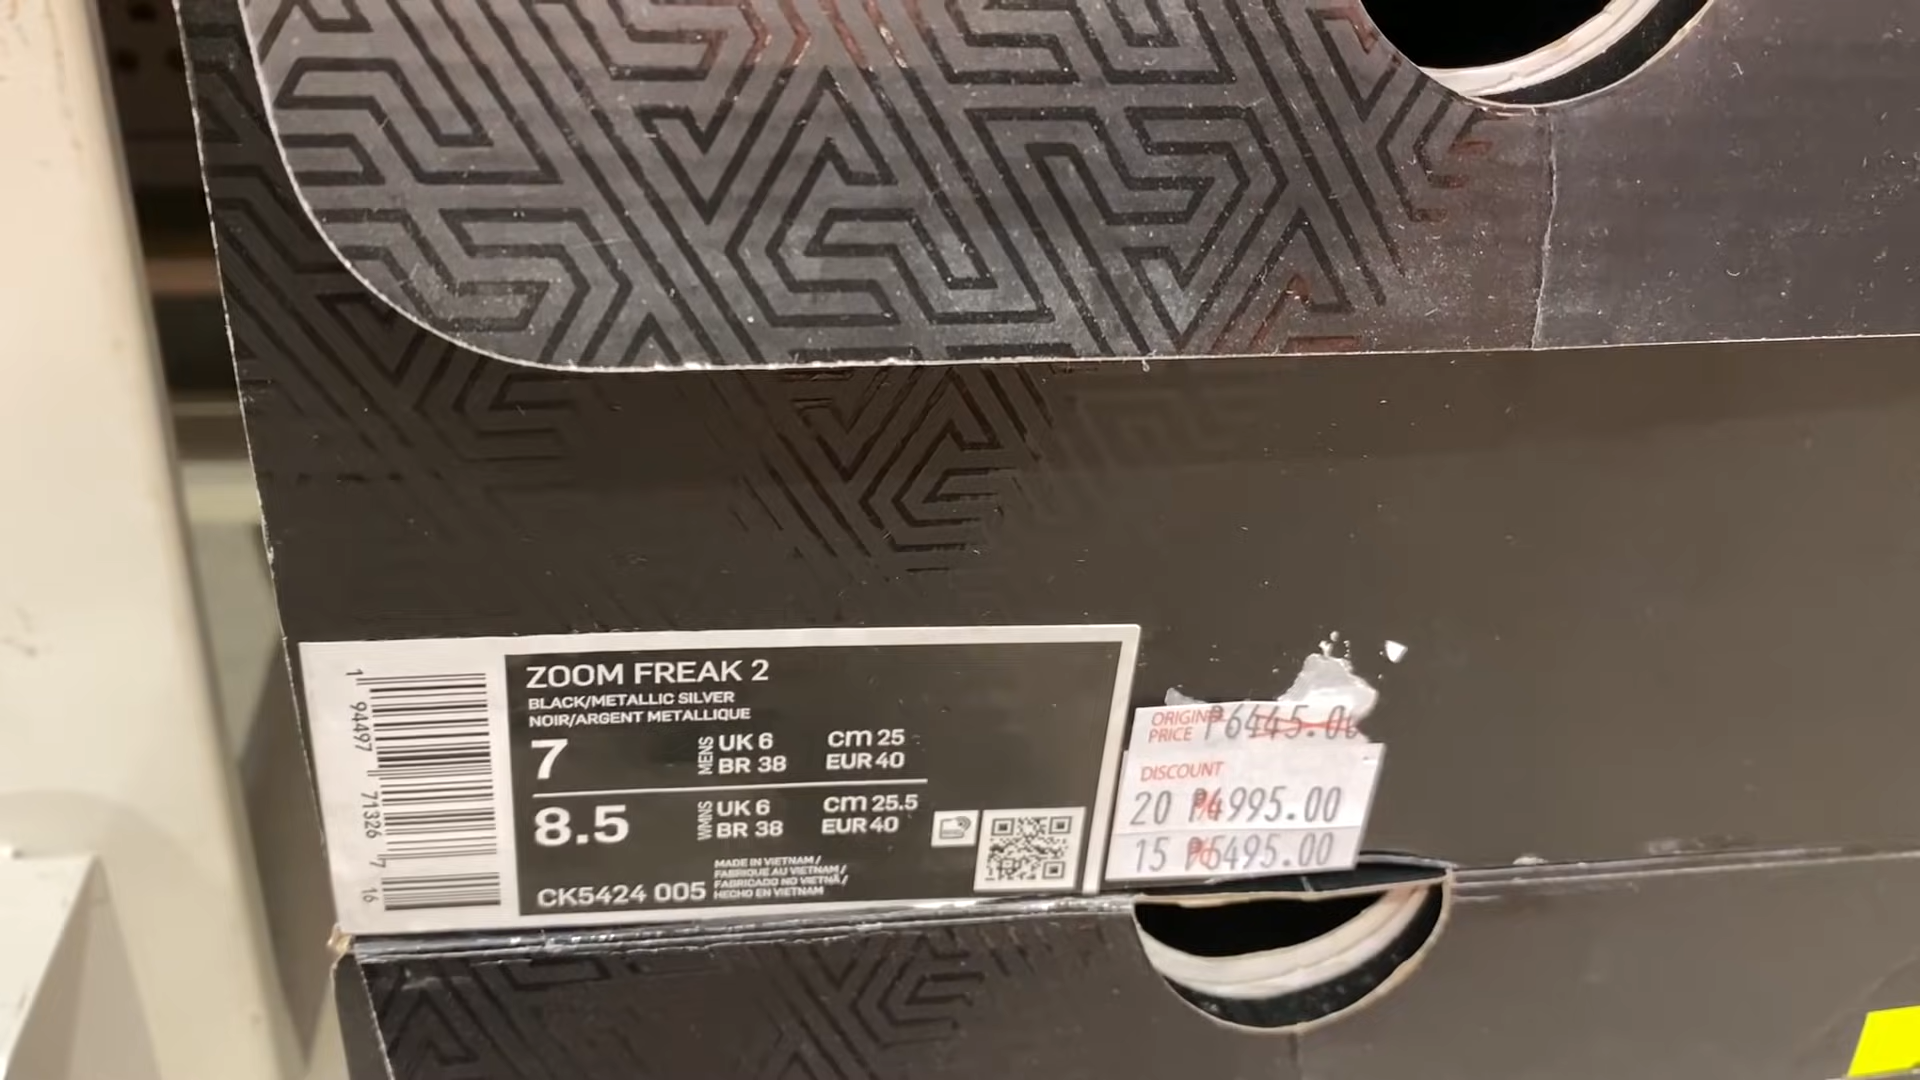 ZOOM FREAK 2
BLACK/METALLIC SILVER
NOIR/ARGENT METALLIQUE
7 MENS UK 6 cm 25
BR 38 EUR 40
8.5 WMNS UK 6 cm 25.5
BR 38 EUR 40
MADE IN VIETNAM /
FABRIQUE AU VIETNAM /
FABRICADO NO VIETNÃ /
HECHO EN VIETNAM
CK5424 005
1 94497 71326 7 16
ORIGINAL PRICE ₱6445.00
DISCOUNT
20 ₱4995.00
15 ₱5495.00